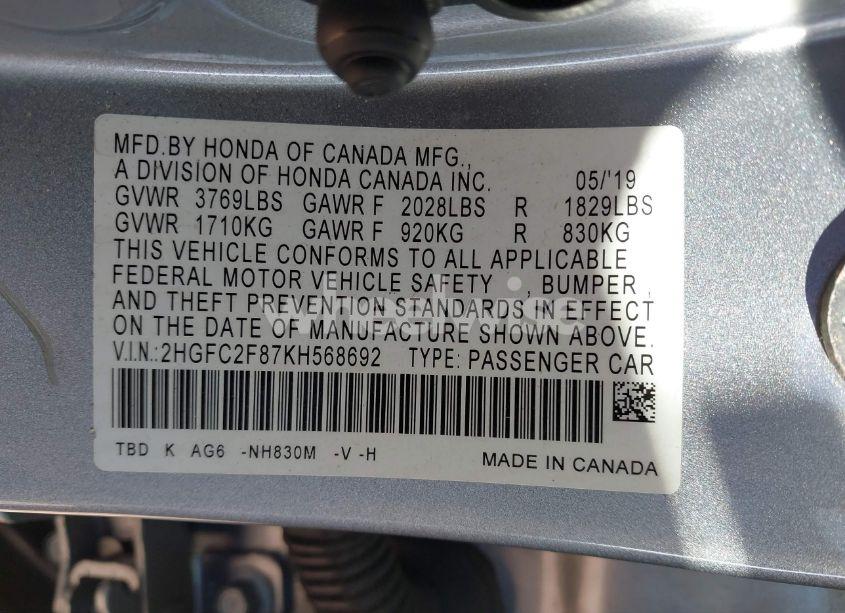 MFD.BY HONDA OF CANADA MFG.,
A DIVISION OF HONDA CANADA INC. 05/'19
GVWR 3769LBS GAWR F 2028LBS R 1829LBS
GVWR 1710KG GAWR F 920KG R 830KG
THIS VEHICLE CONFORMS TO ALL APPLICABLE
FEDERAL MOTOR VEHICLE SAFETY , BUMPER ,
AND THEFT PREVENTION STANDARDS IN EFFECT
ON THE DATE OF MANUFACTURE SHOWN ABOVE.
V.I.N.:2HGFC2F87KH568692 TYPE: PASSENGER CAR
TBD K AG6 -NH830M -V -H
MADE IN CANADA